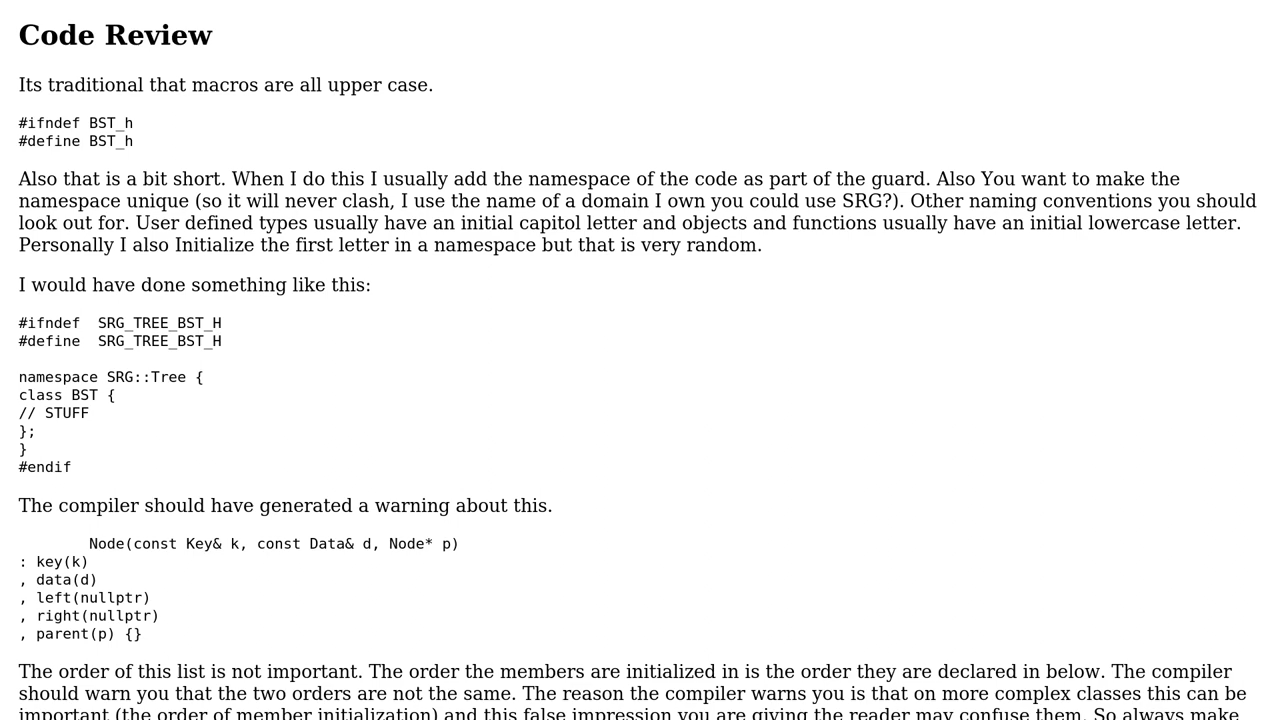 Code Review
Its traditional that macros are all upper case.
#ifndef BST_h
#define BST_h
Also that is a bit short. When I do this I usually add the namespace of the code as part of the guard. Also You want to make the
namespace unique (so it will never clash, I use the name of a domain I own you could use SRG?). Other naming conventions you should
look out for. User defined types usually have an initial capitol letter and objects and functions usually have an initial lowercase letter.
Personally I also Initialize the first letter in a namespace but that is very random.
I would have done something like this:
#ifndef  SRG_TREE_BST_H
#define  SRG_TREE_BST_H
namespace SRG::Tree {
class BST {
// STUFF
};
}
#endif
The compiler should have generated a warning about this.
        Node(const Key& k, const Data& d, Node* p)
: key(k)
, data(d)
, left(nullptr)
, right(nullptr)
, parent(p) {}
The order of this list is not important. The order the members are initialized in is the order they are declared in below. The compiler
should warn you that the two orders are not the same. The reason the compiler warns you is that on more complex classes this can be
important (the order of member initialization) and this false impression you are giving the reader may confuse them. So always make